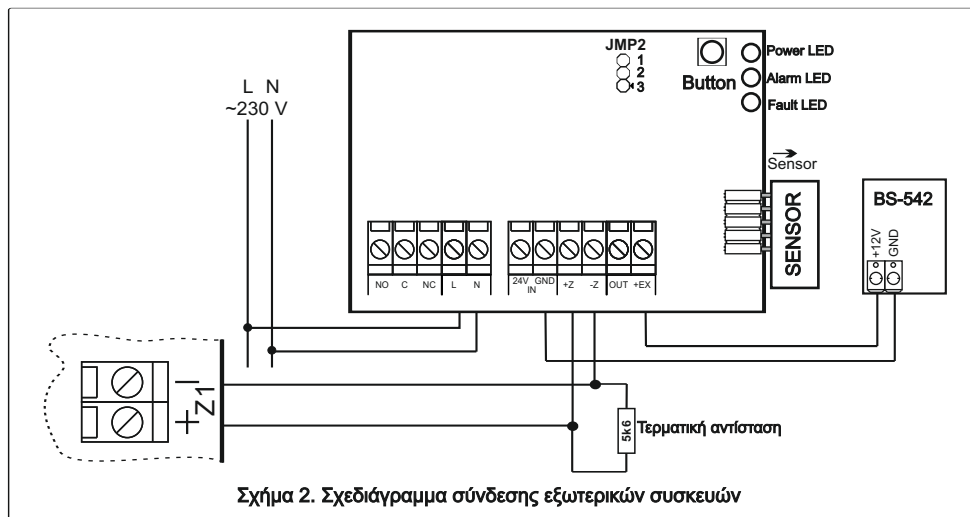 JMP2
1
2
3
Button
Power LED
Alarm LED
Fault LED
L N
~230 V
Sensor
SENSOR
BS-542
+12V
GND
NO C NC L N
24V GND +Z -Z OUT +EX
IN
Z1
− +
5k6
Τερματική αντίσταση
Σχήμα 2. Σχεδιάγραμμα σύνδεσης εξωτερικών συσκευών